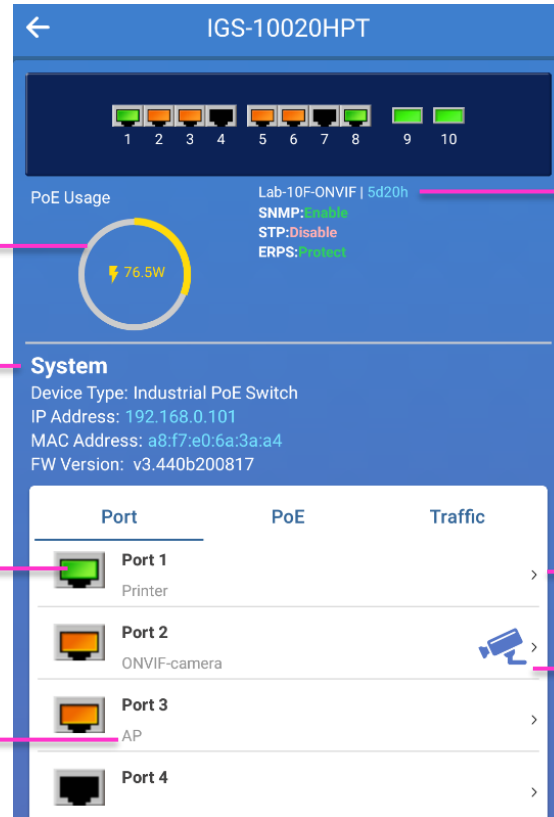 IGS-10020HPT
1 2 3 4 5 6 7 8 9 10
PoE Usage
76.5W
Lab-10F-ONVIF | 5d20h
SNMP:Enable
STP:Disable
ERPS:Protect
System
Device Type: Industrial PoE Switch
IP Address: 192.168.0.101
MAC Address: a8:f7:e0:6a:3a:a4
FW Version: v3.440b200817
Port PoE Traffic
Port 1
Printer
Port 2
ONVIF-camera
Port 3
AP
Port 4